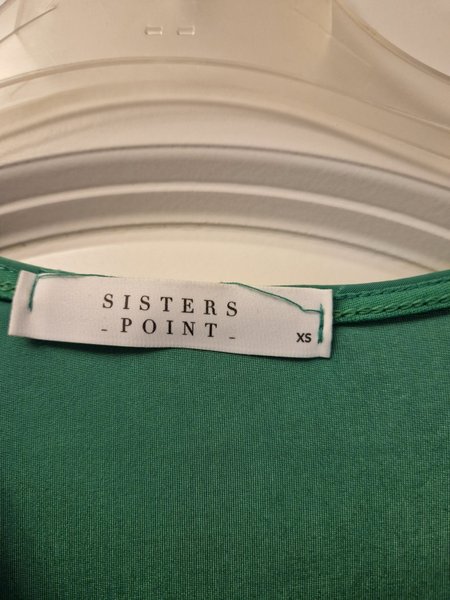 SISTERS
- POINT -
XS